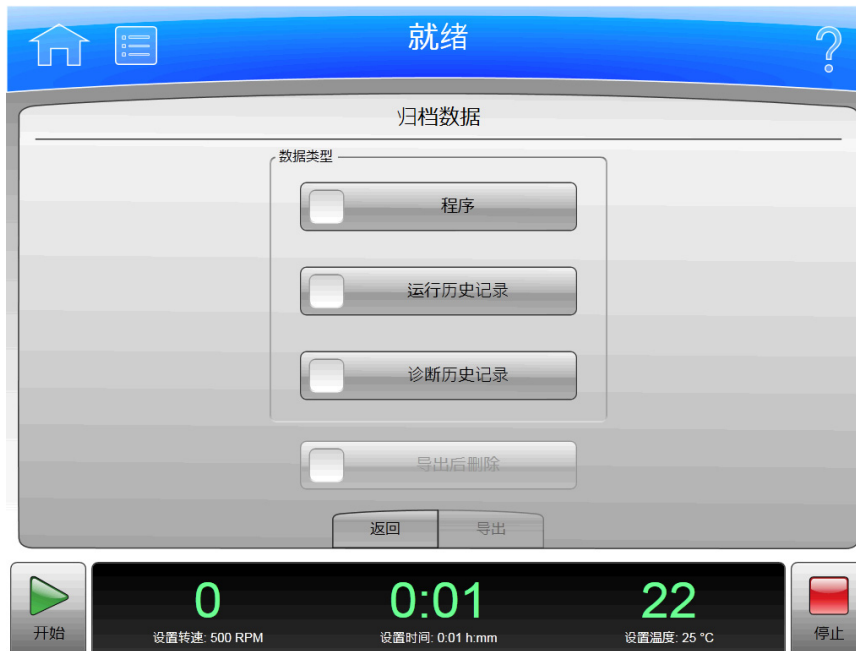 就绪
?
归档数据
数据类型
程序
运行历史记录
诊断历史记录
导出后删除
返回 导出
0 0:01 22
开始 设置转速: 500 RPM 设置时间: 0:01 h:mm 设置温度: 25 °C 停止